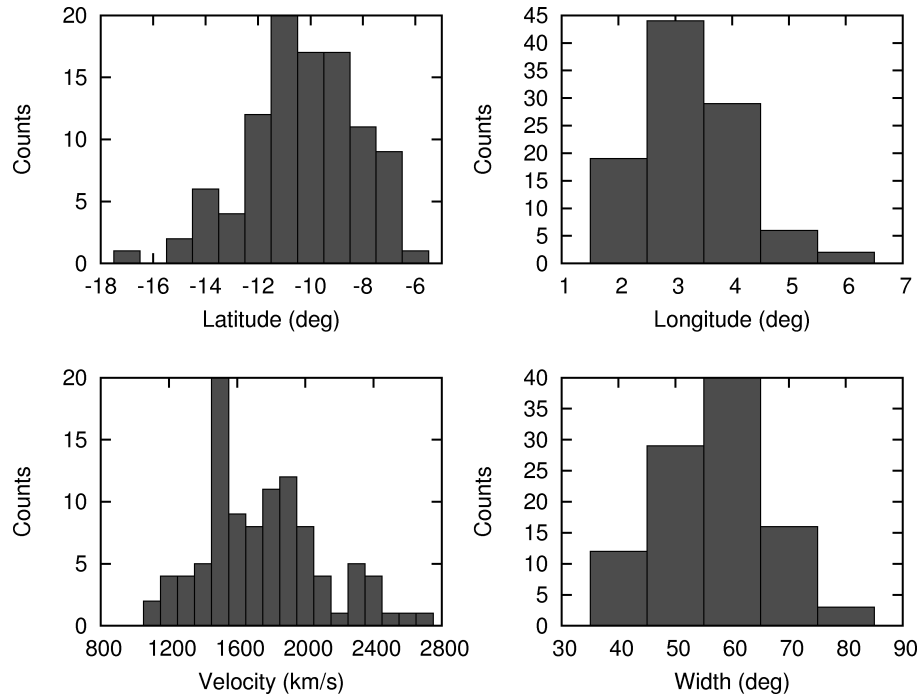 20
15
10
5
0
Counts
-18 -16 -14 -12 -10 -8 -6
Latitude (deg)
45
40
35
30
25
20
15
10
5
0
Counts
1 2 3 4 5 6 7
Longitude (deg)
20
15
10
5
0
Counts
800 1200 1600 2000 2400 2800
Velocity (km/s)
40
35
30
25
20
15
10
5
0
Counts
30 40 50 60 70 80 90
Width (deg)